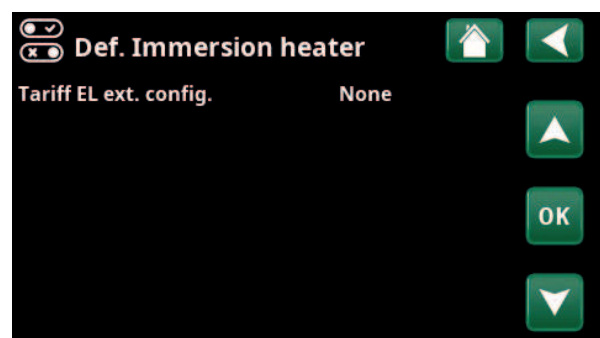 Def. Immersion heater
Tariff EL ext. config. None
OK